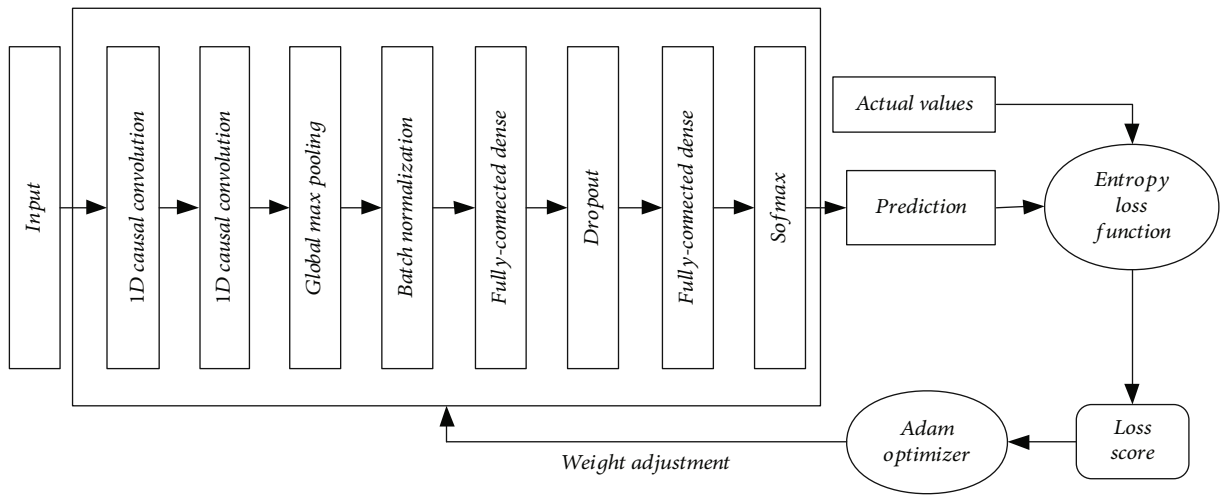 Input
1D causal convolution
1D causal convolution
Global max pooling
Batch normalization
Fully-connected dense
Dropout
Fully-connected dense
Sofmax
Actual values
Prediction
Entropy
loss
function
Loss
score
Adam
optimizer
Weight adjustment